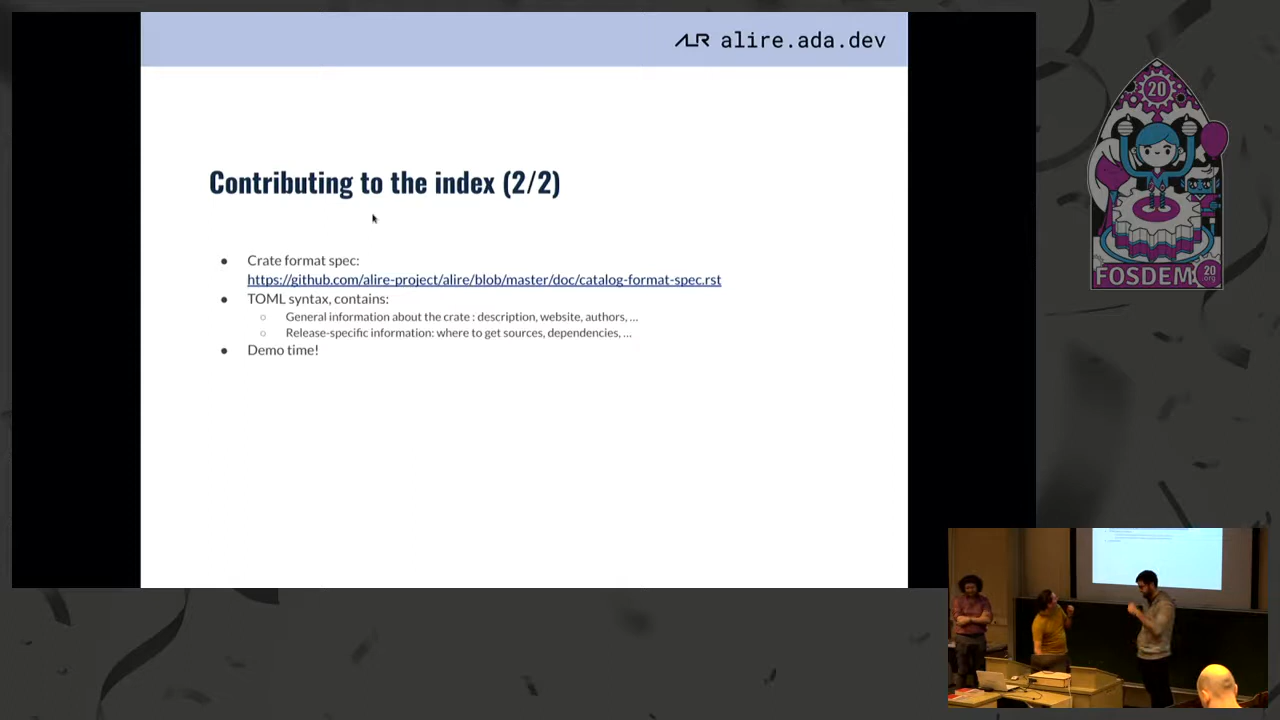 ALR alire.ada.dev
Contributing to the index (2/2)
● Crate format spec:
https://github.com/alire-project/alire/blob/master/doc/catalog-format-spec.rst
● TOML syntax, contains:
○ General information about the crate : description, website, authors, ...
○ Release-specific information: where to get sources, dependencies, ...
● Demo time!
20
FOSDEM 20
.org